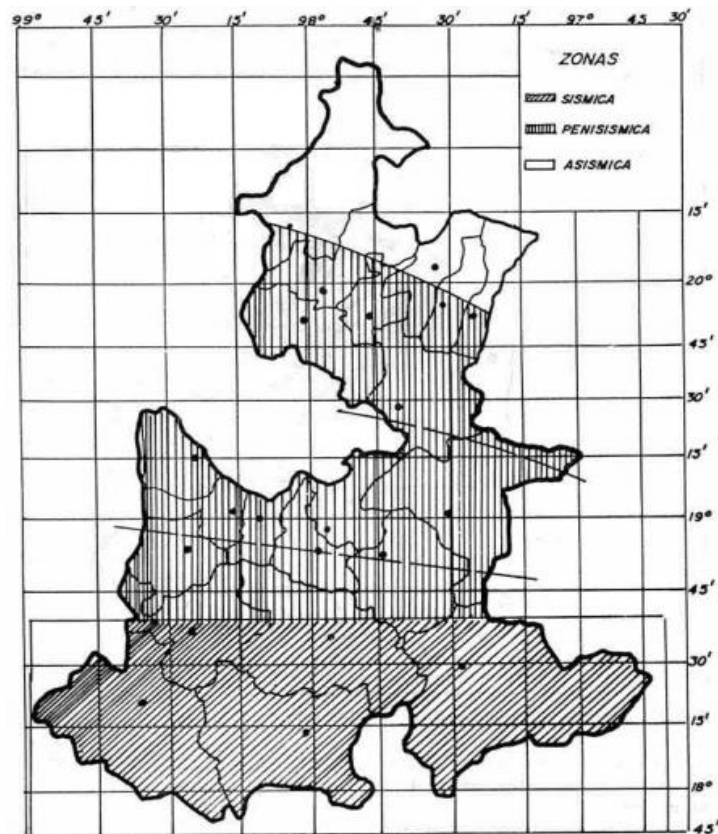 99° 45' 30' 15' 98° 45' 30' 15' 97° 45' 30'
ZONAS
SISMICA
PENISISMICA
ASISMICA
15'
20°
45'
30'
15'
19°
45'
30'
15'
18°
45'